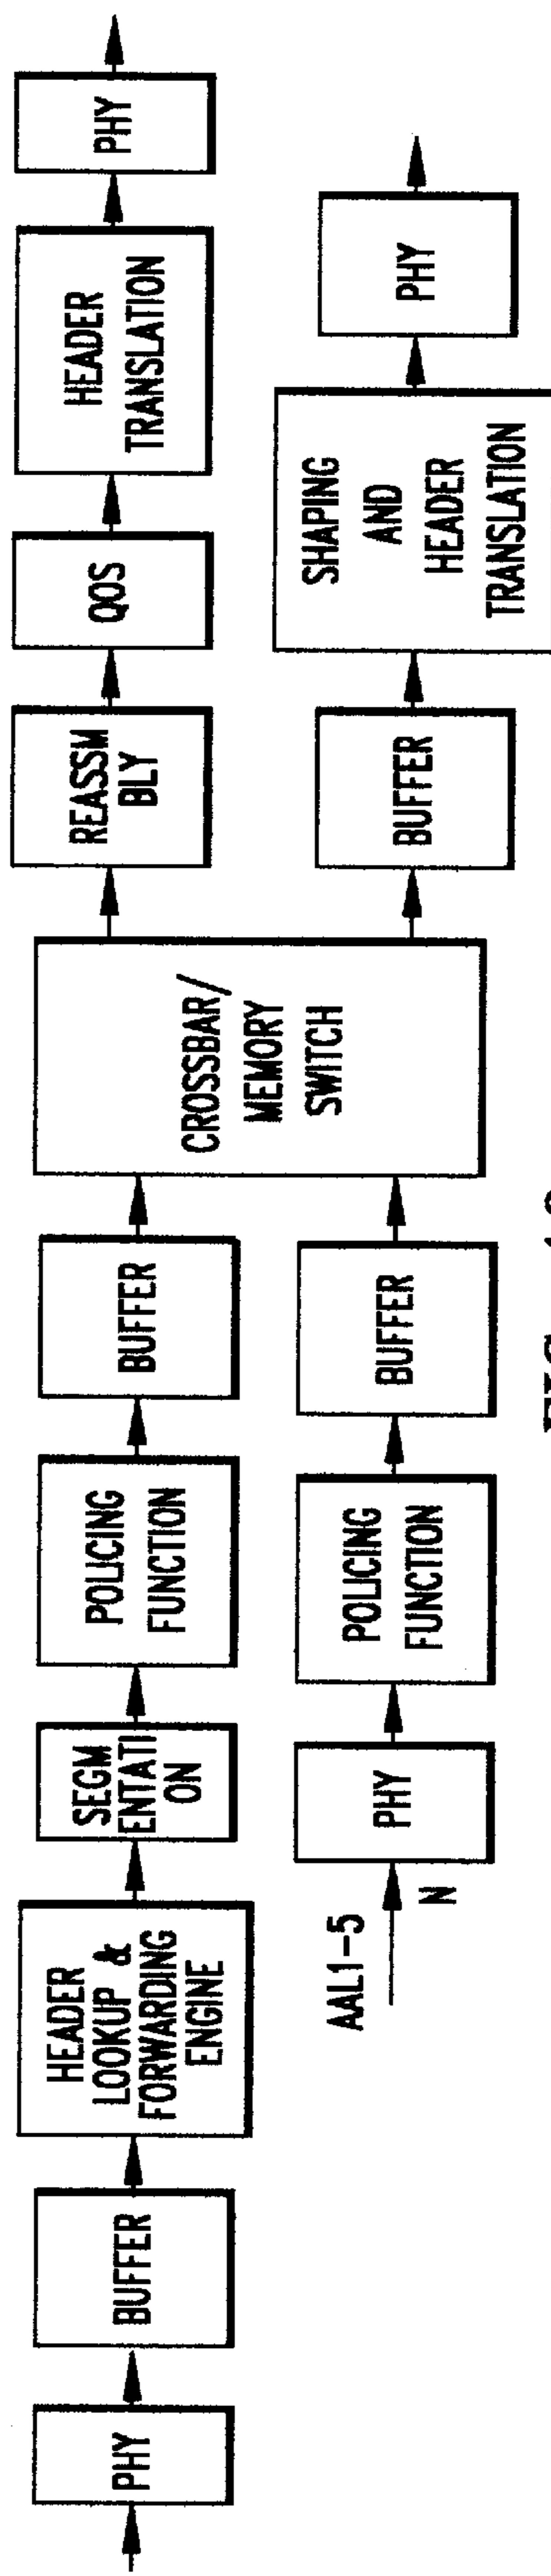 PHY
BUFFER
HEADER
LOOKUP &
FORWARDING
ENGINE
SEGM
ENTATI
ON
POLICING
FUNCTION
BUFFER
CROSSBAR/
MEMORY
SWITCH
REASSM
BLY
QOS
HEADER
TRANSLATION
PHY
AAL1-5
N
PHY
POLICING
FUNCTION
BUFFER
BUFFER
SHAPING
AND
HEADER
TRANSLATION
PHY